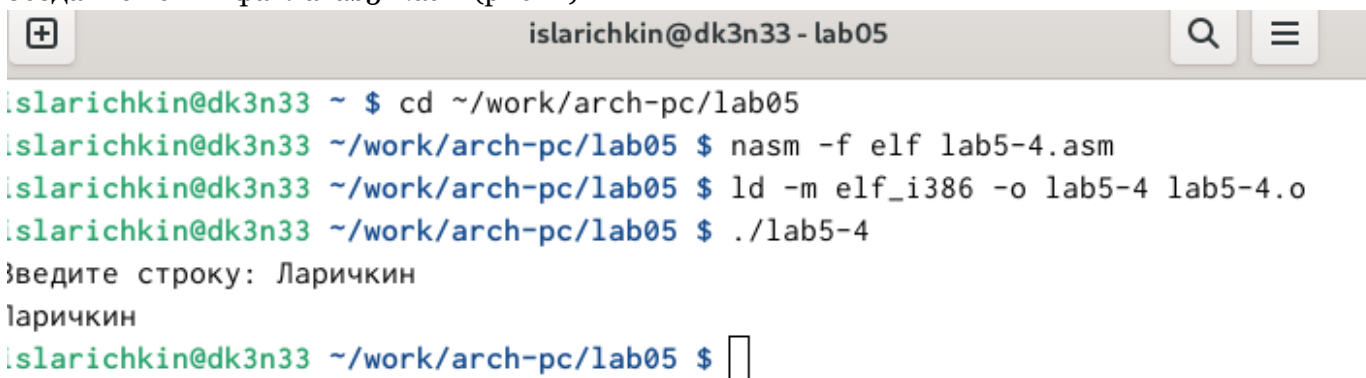 islarichkin@dk3n33 - lab05
islarichkin@dk3n33 ~ $ cd ~/work/arch-pc/lab05
islarichkin@dk3n33 ~/work/arch-pc/lab05 $ nasm -f elf lab5-4.asm
islarichkin@dk3n33 ~/work/arch-pc/lab05 $ ld -m elf_i386 -o lab5-4 lab5-4.o
islarichkin@dk3n33 ~/work/arch-pc/lab05 $ ./lab5-4
Введите строку: Ларичкин
Ларичкин
islarichkin@dk3n33 ~/work/arch-pc/lab05 $